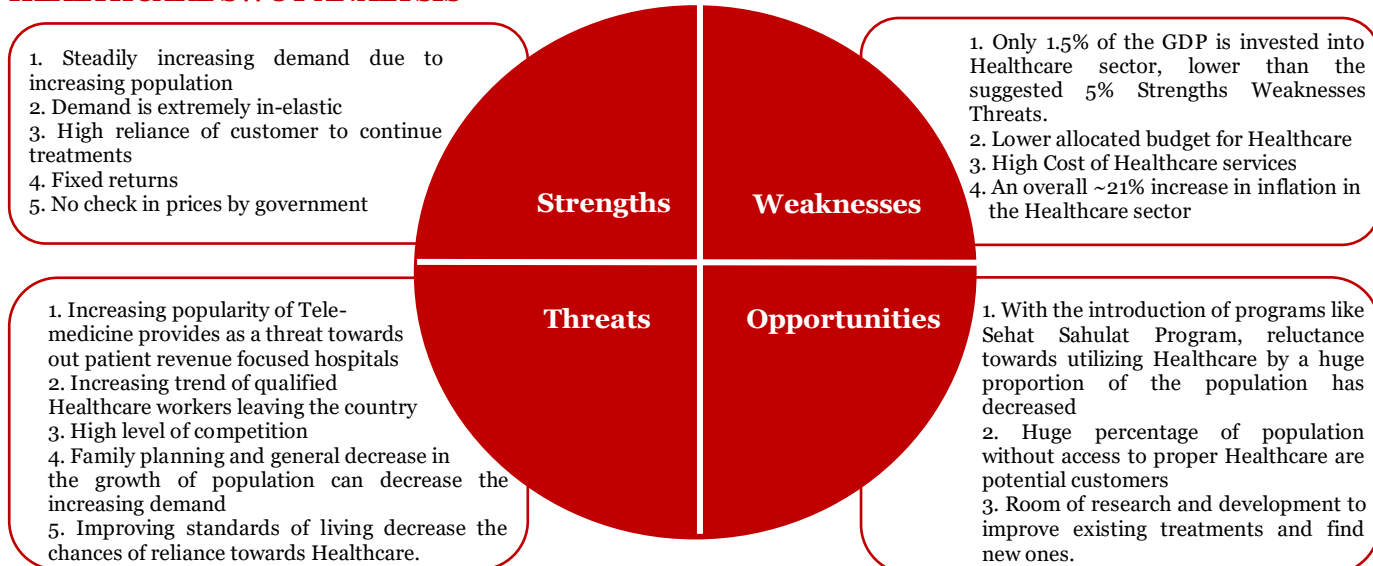 1. Steadily increasing demand due to
increasing population
2. Demand is extremely in-elastic
3. High reliance of customer to continue
treatments
4. Fixed returns
5. No check in prices by government
Strengths
Weaknesses
1. Only 1.5% of the GDP is invested into
Healthcare sector, lower than the
suggested 5% Strengths Weaknesses
Threats.
2. Lower allocated budget for Healthcare
3. High Cost of Healthcare services
4. An overall ~21% increase in inflation in
the Healthcare sector
1. Increasing popularity of Tele-
medicine provides as a threat towards
out patient revenue focused hospitals
2. Increasing trend of qualified
Healthcare workers leaving the country
3. High level of competition
4. Family planning and general decrease in
the growth of population can decrease the
increasing demand
5. Improving standards of living decrease the
chances of reliance towards Healthcare.
Threats
Opportunities
1. With the introduction of programs like
Sehat Sahulat Program, reluctance
towards utilizing Healthcare by a huge
proportion of the population has
decreased
2. Huge percentage of population
without access to proper Healthcare are
potential customers
3. Room of research and development to
improve existing treatments and find
new ones.